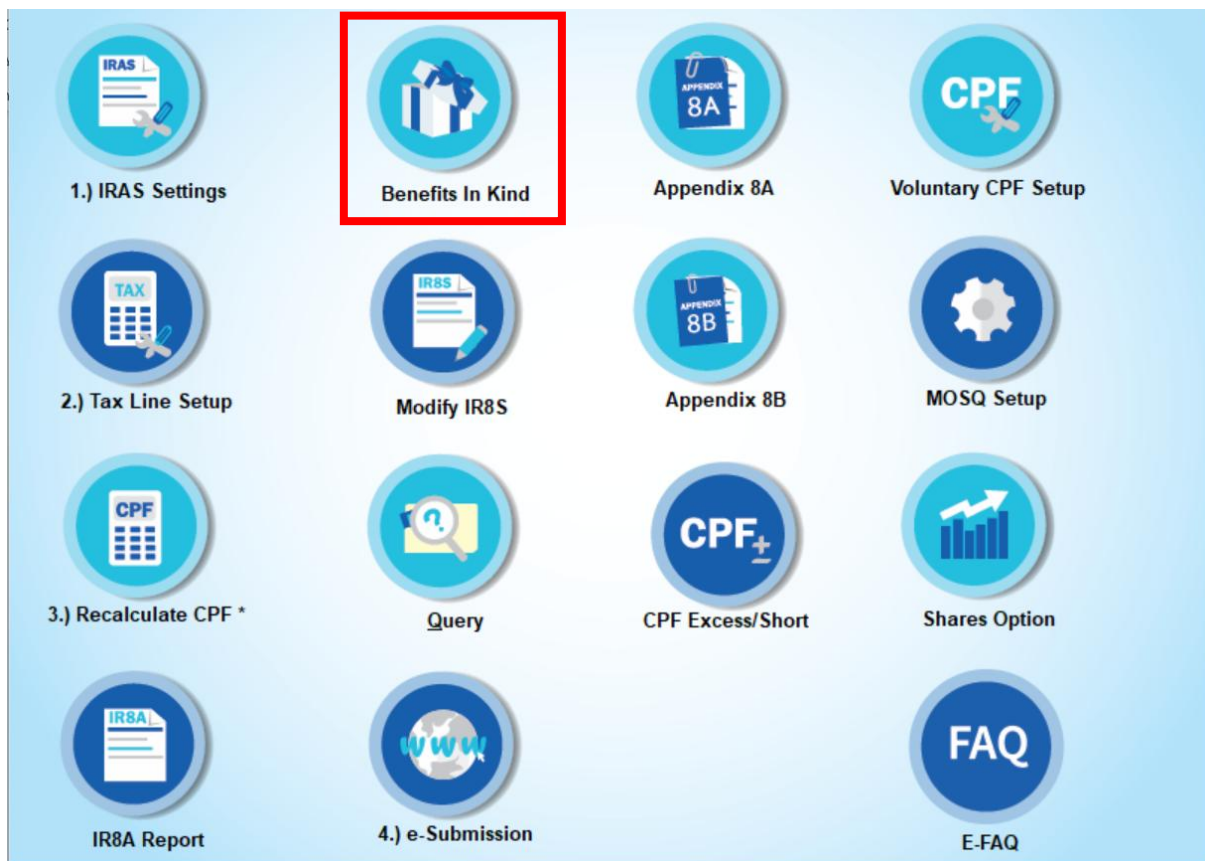 IRAS
APPENDIX
8A
CPF
1.) IRAS Settings
Benefits In Kind
Appendix 8A
Voluntary CPF Setup
TAX
IR8S
APPENDIX
8B
2.) Tax Line Setup
Modify IR8S
Appendix 8B
MOSQ Setup
CPF
?
CPF±
3.) Recalculate CPF *
Query
CPF Excess/Short
Shares Option
IR8A
www
FAQ
IR8A Report
4.) e-Submission
E-FAQ